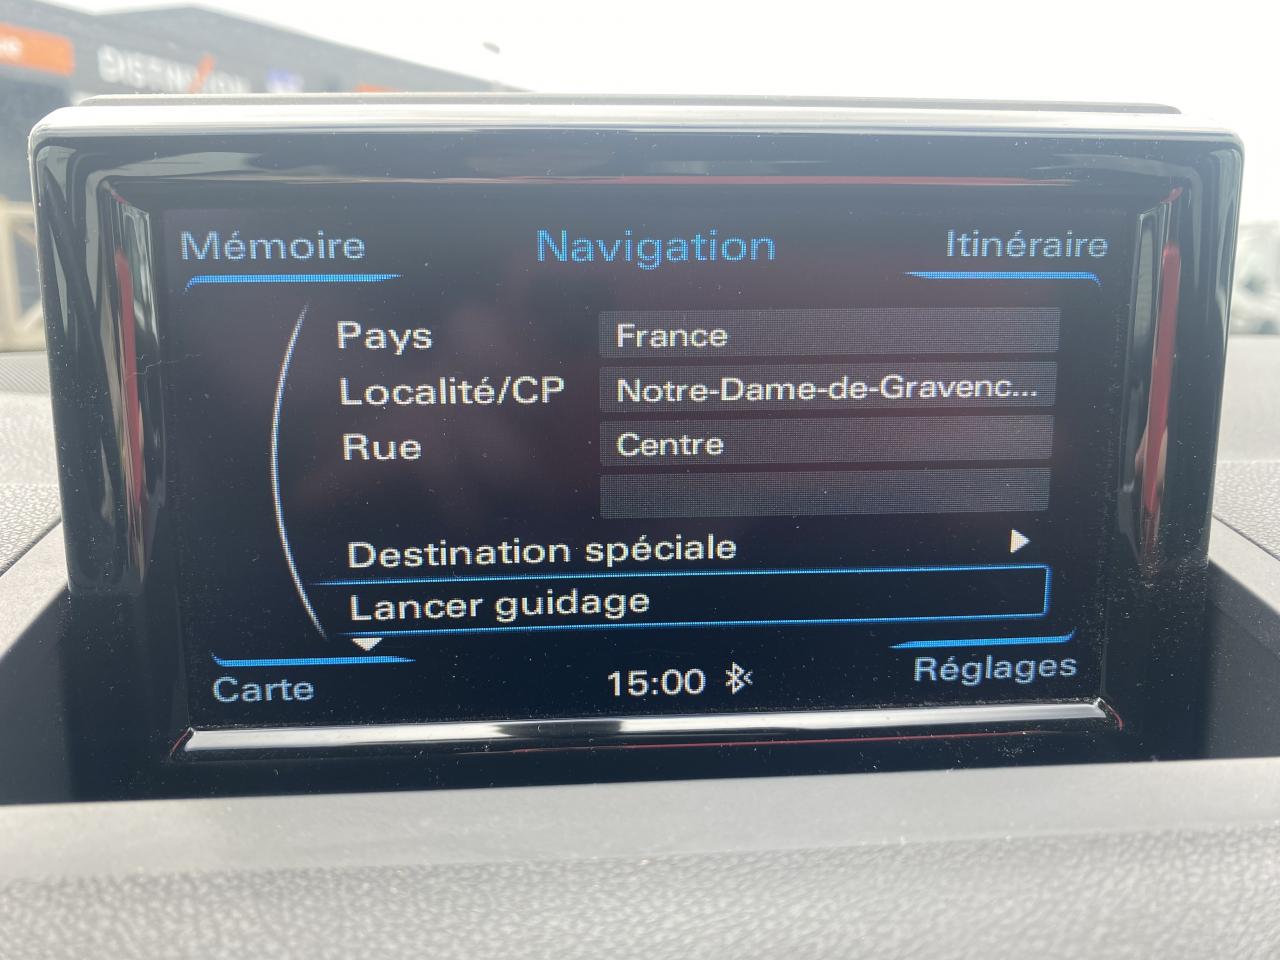 DISTINXION
Mémoire Navigation Itinéraire
Pays France
Localité/CP Notre-Dame-de-Gravenc...
Rue Centre
Destination spéciale
Lancer guidage
Carte 15:00 Réglages